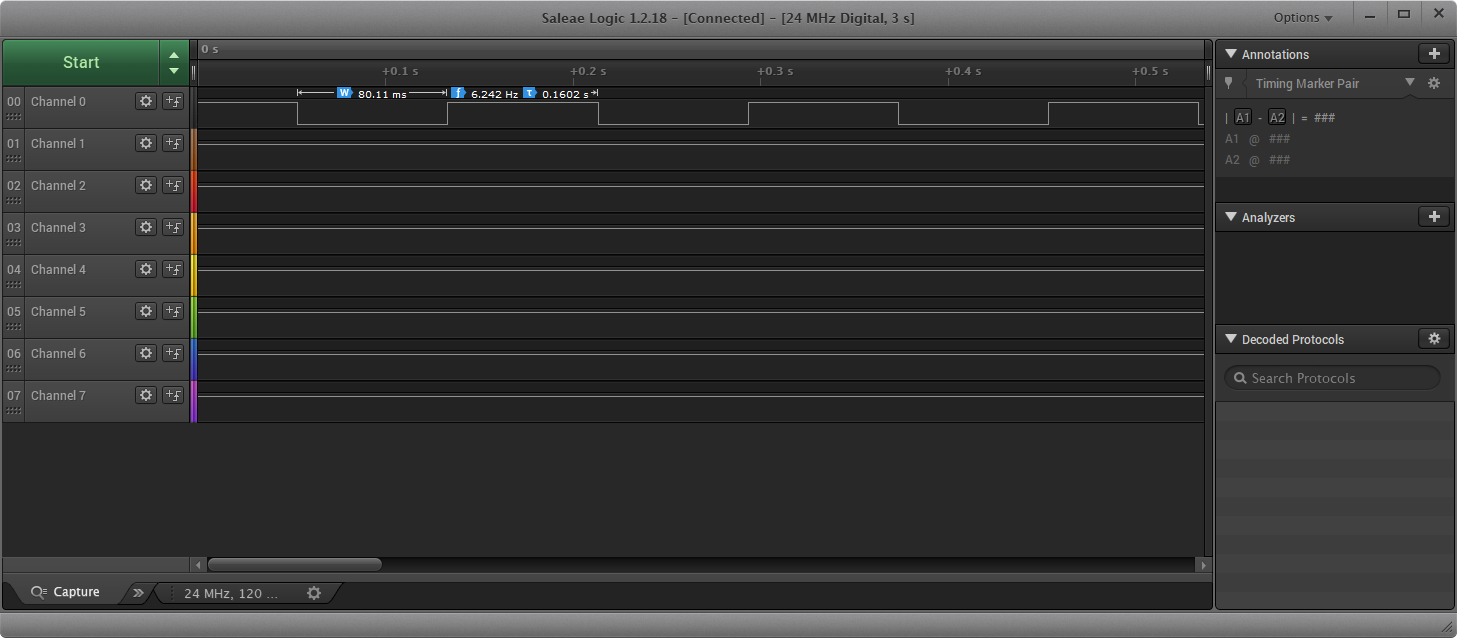 Saleae Logic 1.2.18 - [Connected] - [24 MHz Digital, 3 s]
Options
Start
0 s
+0.1 s +0.2 s +0.3 s +0.4 s +0.5 s
00 Channel 0
W 80.11 ms f 6.242 Hz τ 0.1602 s
01 Channel 1
02 Channel 2
03 Channel 3
04 Channel 4
05 Channel 5
06 Channel 6
07 Channel 7
Capture
24 MHz, 120 ...
Annotations
Timing Marker Pair
| A1 - A2 | = ###
A1 @ ###
A2 @ ###
Analyzers
Decoded Protocols
Search Protocols